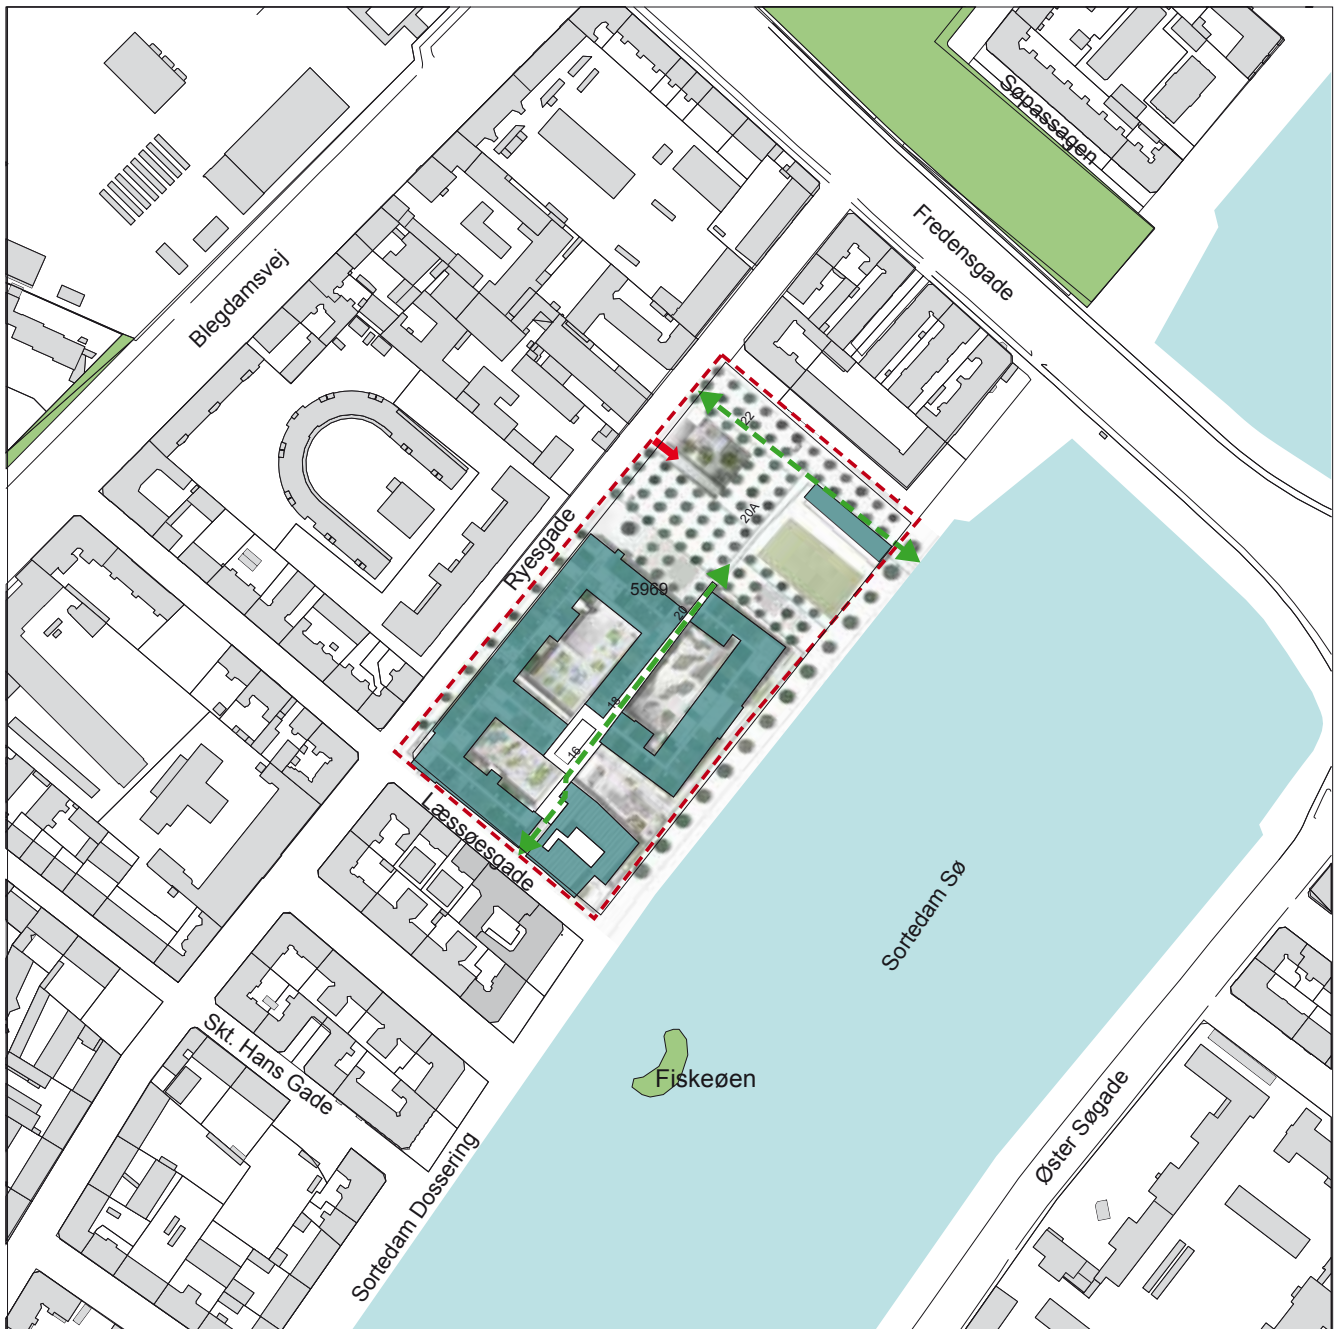 Søpassagen
Fredensgade
Blegdamsvej
22
20A
Ryesgade
5969
20
18
16
Læssøesgade
Sortedam Sø
Skt. Hans Gade
Fiskeøen
Øster Søgade
Sortedam Dossering